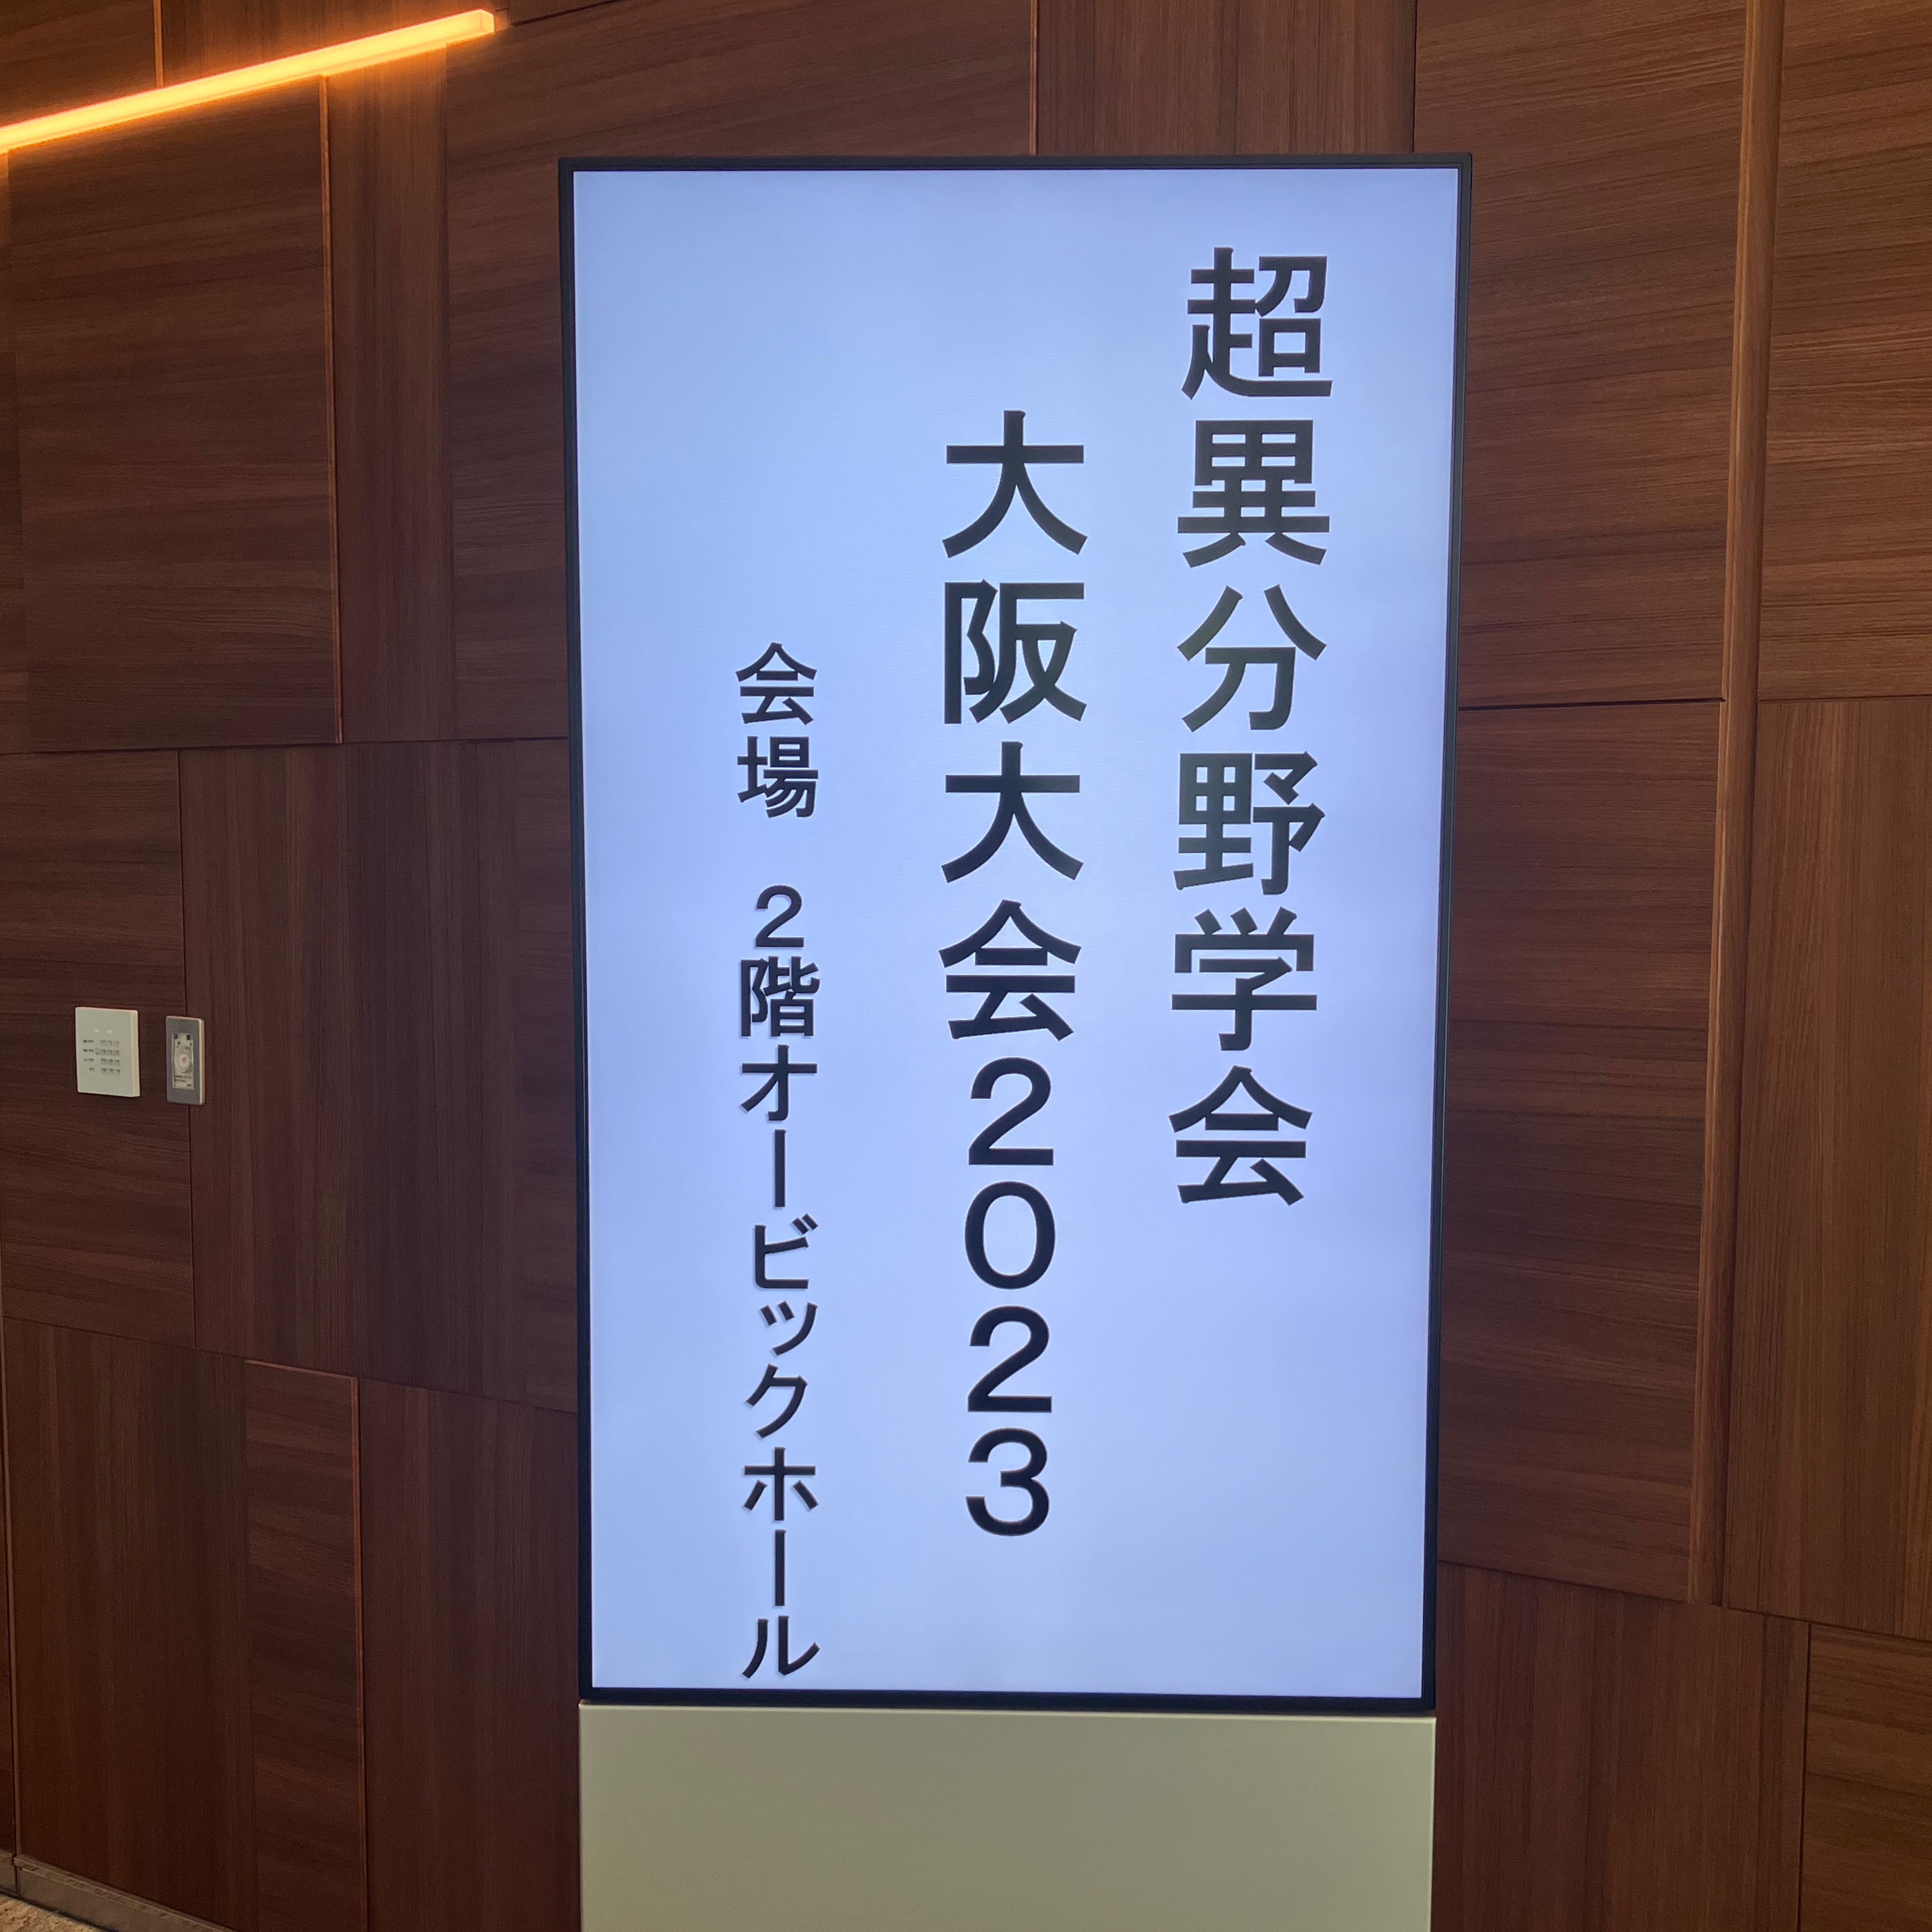 超異分野学会
大阪大会２０２３
会場　２階オービックホール